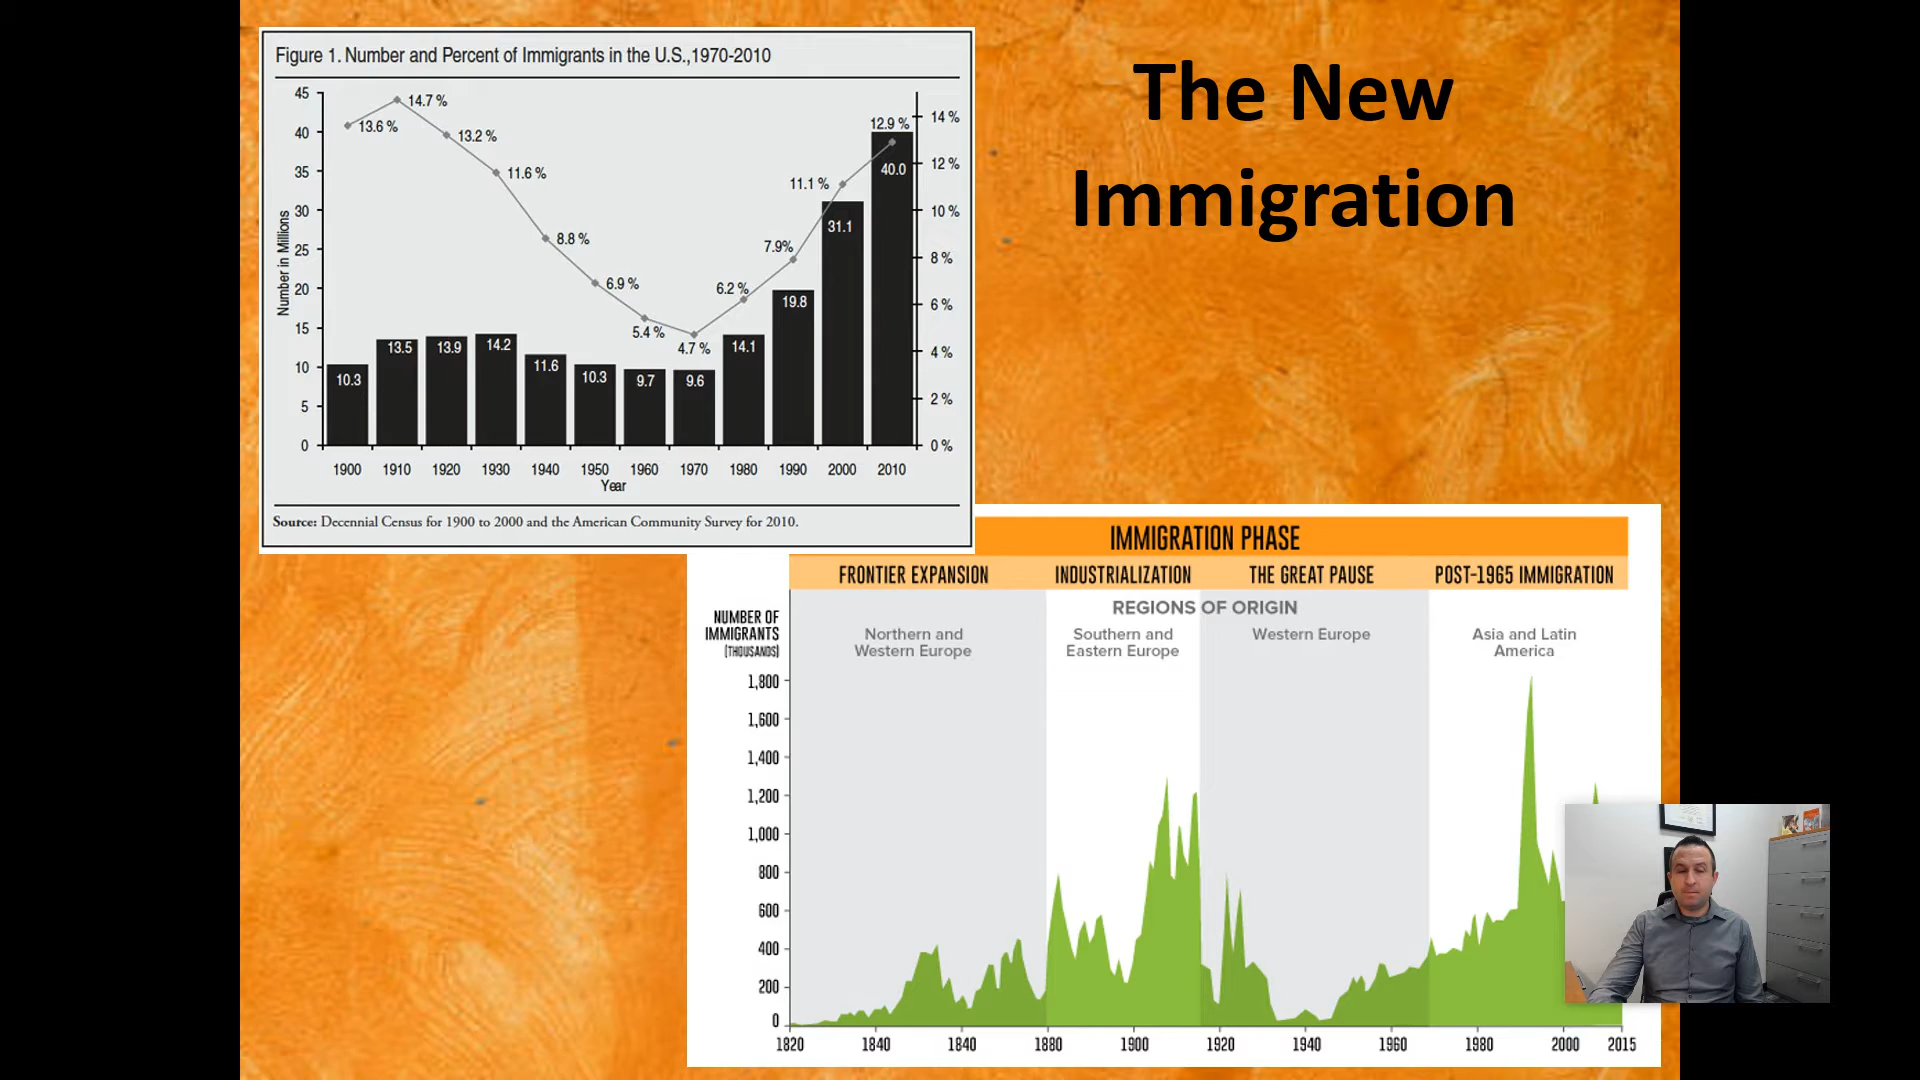 Figure 1. Number and Percent of Immigrants in the U.S.,1970-2010
45
40
35
30
25
20
15
10
5
0
Number in Millions
14 %
12 %
10 %
8 %
6 %
4 %
2 %
0 %
13.6 %
14.7 %
13.2 %
11.6 %
8.8 %
6.9 %
5.4 %
4.7 %
6.2 %
7.9%
11.1 %
12.9 %
10.3
13.5
13.9
14.2
11.6
10.3
9.7
9.6
14.1
19.8
31.1
40.0
1900 1910 1920 1930 1940 1950 1960 1970 1980 1990 2000 2010
Year
Source: Decennial Census for 1900 to 2000 and the American Community Survey for 2010.
The New
Immigration
IMMIGRATION PHASE
FRONTIER EXPANSION INDUSTRIALIZATION THE GREAT PAUSE POST-1965 IMMIGRATION
REGIONS OF ORIGIN
Northern and
Western Europe
Southern and
Eastern Europe
Western Europe
Asia and Latin
America
NUMBER OF
IMMIGRANTS
(THOUSANDS)
1,800
1,600
1,400
1,200
1,000
800
600
400
200
0
1820 1840 1840 1880 1900 1920 1940 1960 1980 2000 2015